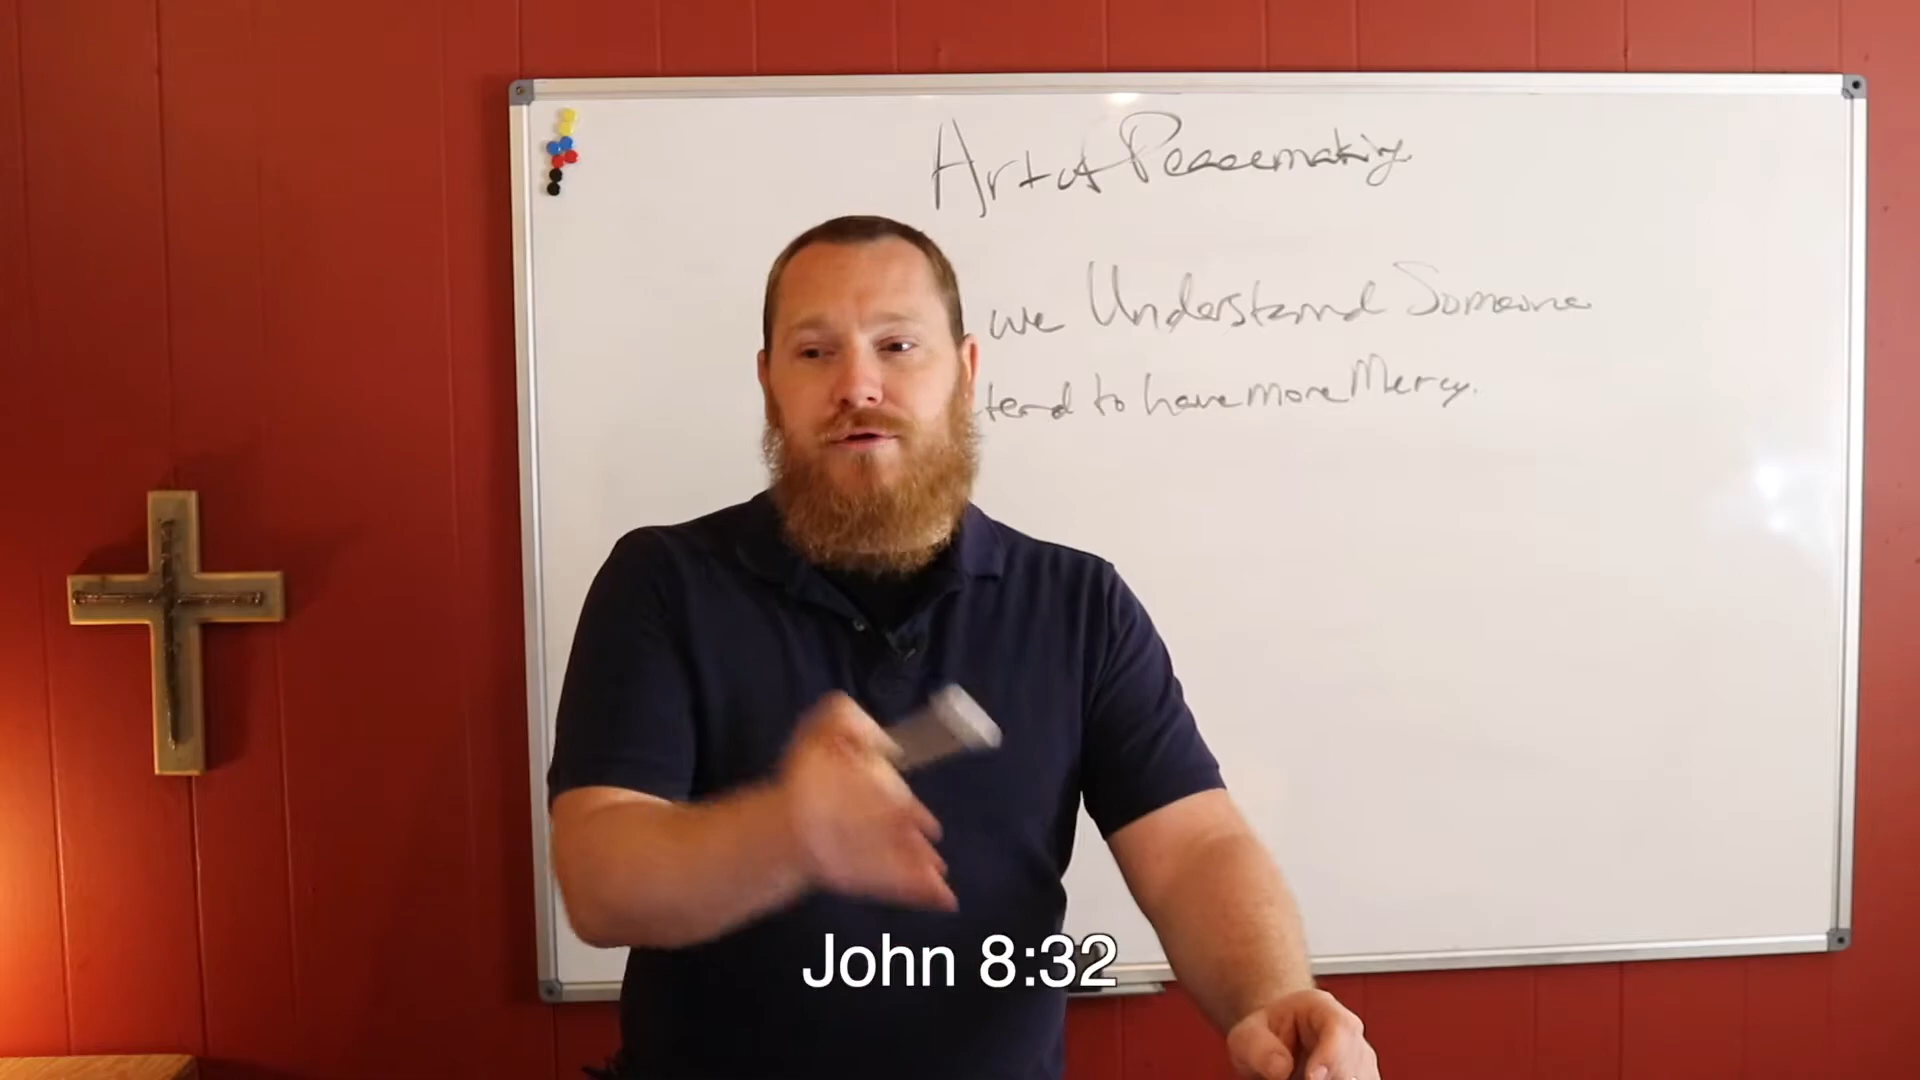 Art of Peacemaking
we Understand Someone
tend to have more Mercy.
John 8:32